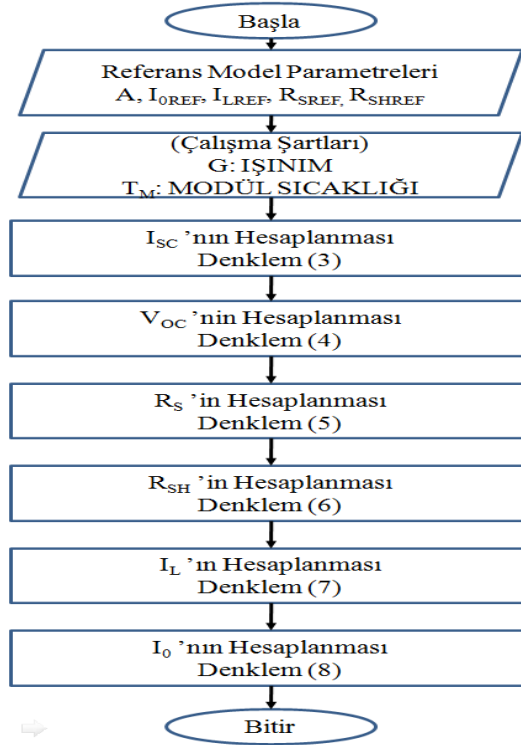 Başla
Referans Model Parametreleri
A, I0REF, ILREF, RSREF, RSHREF
(Çalışma Şartları)
G: IŞINIM
TM: MODÜL SICAKLIĞI
ISC ’nın Hesaplanması
Denklem (3)
VOC ’nin Hesaplanması
Denklem (4)
RS ’in Hesaplanması
Denklem (5)
RSH ’in Hesaplanması
Denklem (6)
IL ’ın Hesaplanması
Denklem (7)
I0 ’nın Hesaplanması
Denklem (8)
Bitir